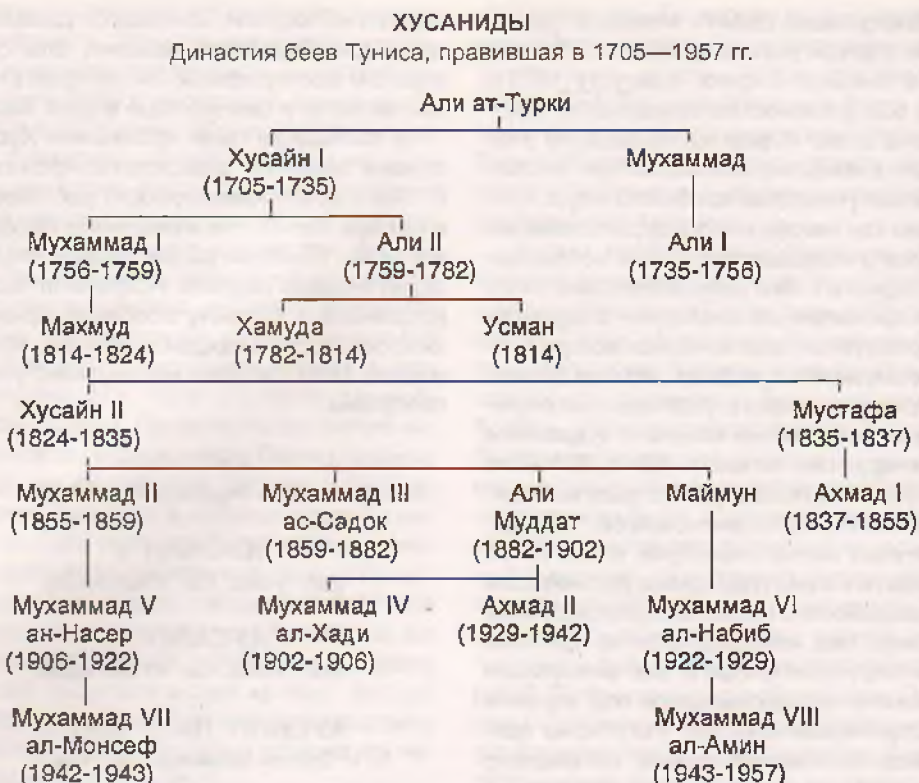 ХУСАНИДЫ
Династия беев Туниса, правившая в 1705—1957 гг.
Али ат-Турки
Хусайн I Мухаммад
(1705-1735)
Мухаммад I Али II Али I
(1756-1759) (1759-1782) (1735-1756)
Махмуд Хамуда Усман
(1814-1824) (1782-1814) (1814)
Хусайн II Мустафа
(1824-1835) (1835-1837)
Мухаммад II Мухаммад III Али Маймун Ахмад I
(1855-1859) ас-Садок Муддат (1837-1855)
(1859-1882) (1882-1902)
Мухаммад V Мухаммад IV Ахмад II Мухаммад VI
ан-Насер ал-Хади (1929-1942) ал-Набиб
(1906-1922) (1902-1906) (1922-1929)
Мухаммад VII Мухаммад VIII
ал-Монсеф ал-Амин
(1942-1943) (1943-1957)